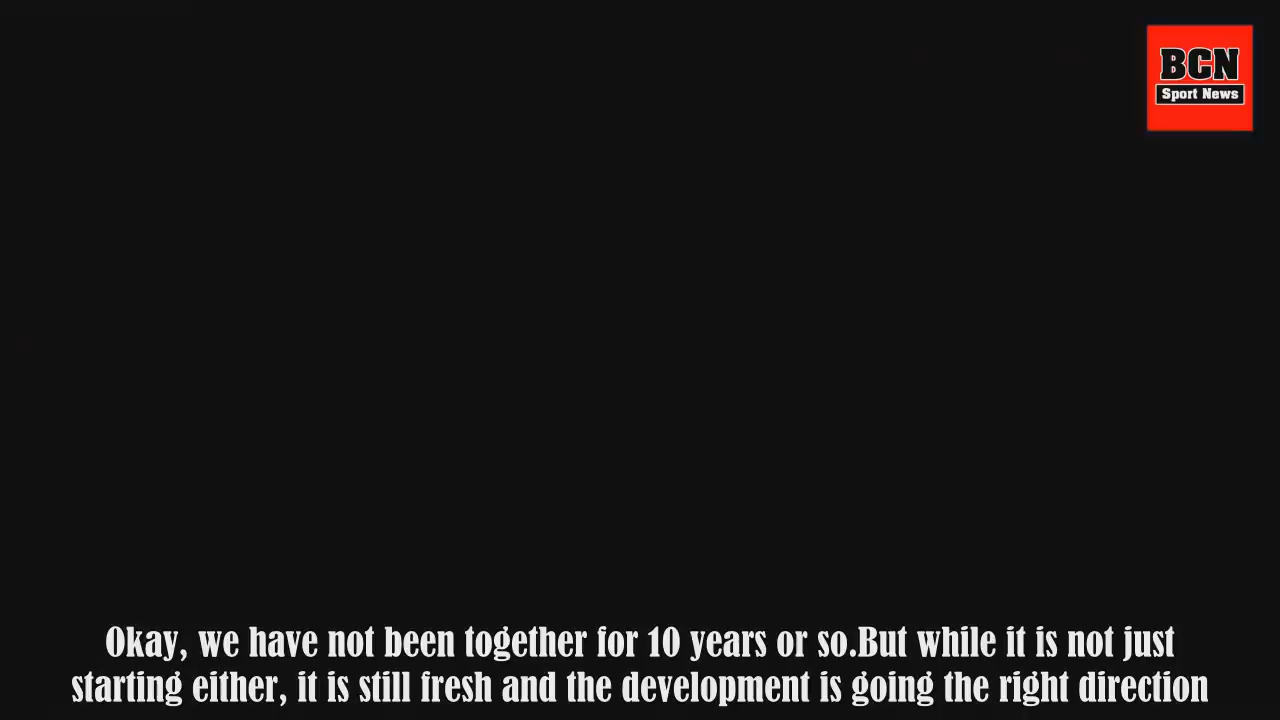 BCN
Sport News
Okay, we have not been together for 10 years or so.But while it is not just
starting either, it is still fresh and the development is going the right direction